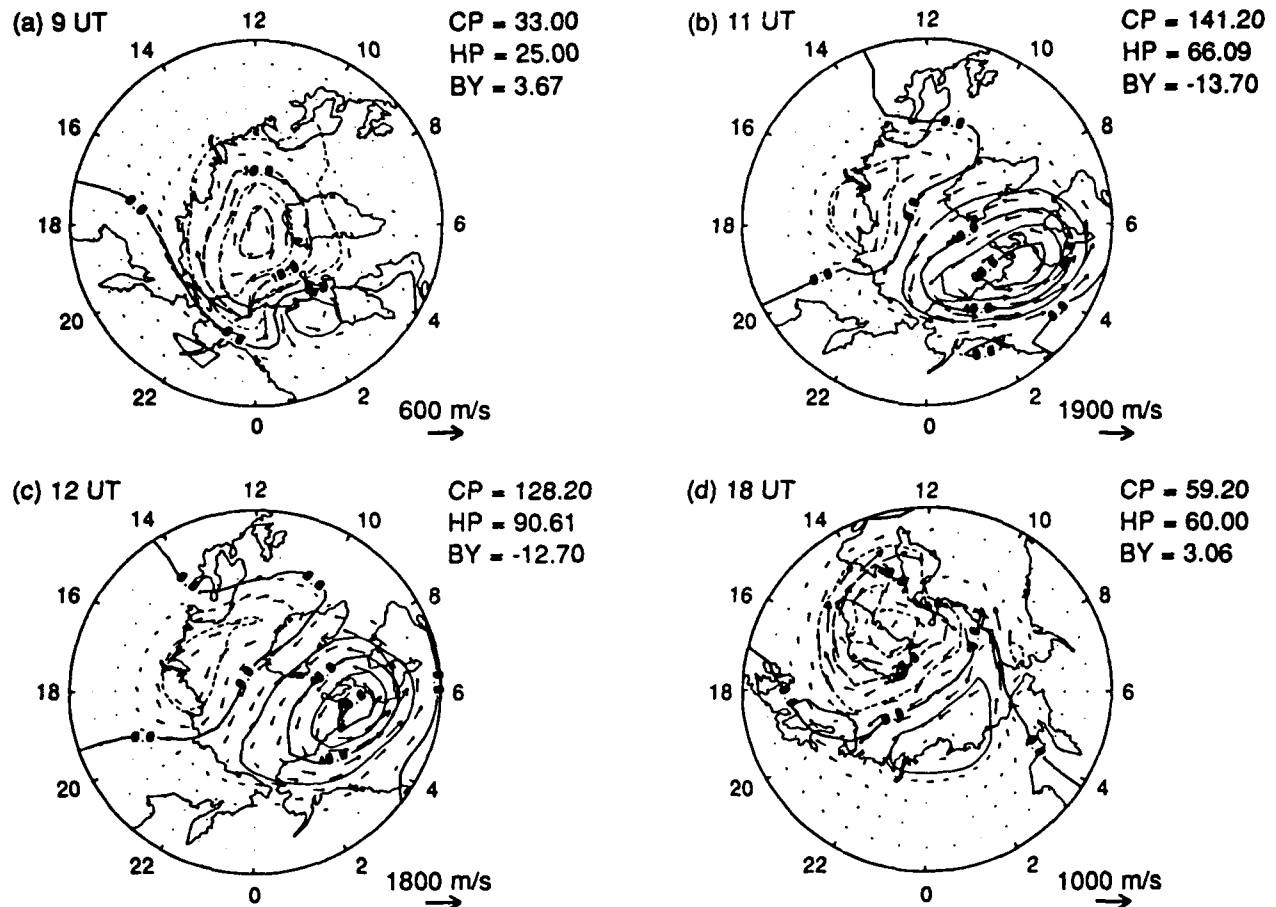 (a) 9 UT
CP = 33.00
HP = 25.00
BY = 3.67
12
14
10
16
8
18
6
20
4
22
2
0
600 m/s
(b) 11 UT
CP = 141.20
HP = 66.09
BY = -13.70
12
14
10
16
8
18
6
20
4
22
2
0
1900 m/s
(c) 12 UT
CP = 128.20
HP = 90.61
BY = -12.70
12
14
10
16
8
18
6
20
4
22
2
0
1800 m/s
(d) 18 UT
CP = 59.20
HP = 60.00
BY = 3.06
12
14
10
16
8
18
6
20
4
22
2
0
1000 m/s